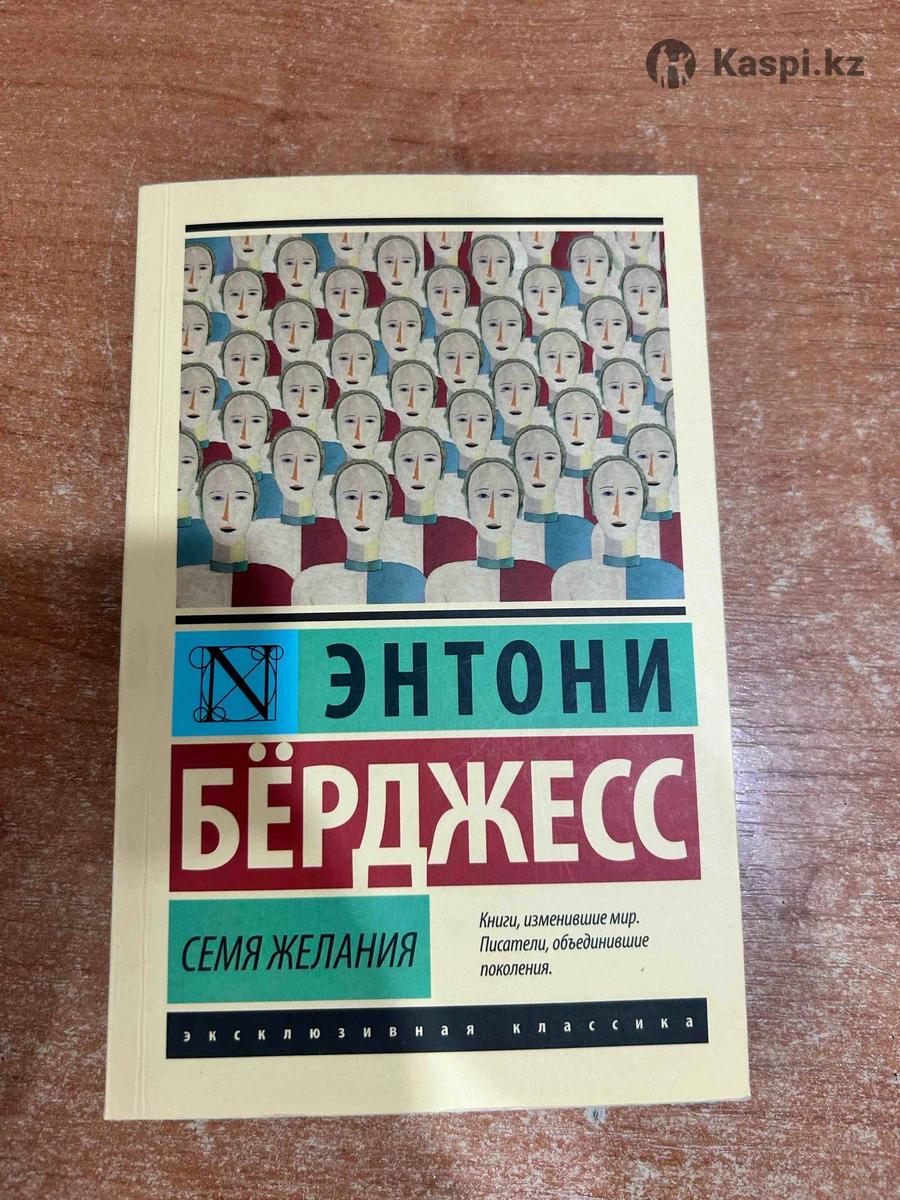 Kaspi.kz
N
ЭНТОНИ
БЁРДЖЕСС
СЕМЯ ЖЕЛАНИЯ
Книги, изменившие мир.
Писатели, объединившие
поколения.
эксклюзивная классика